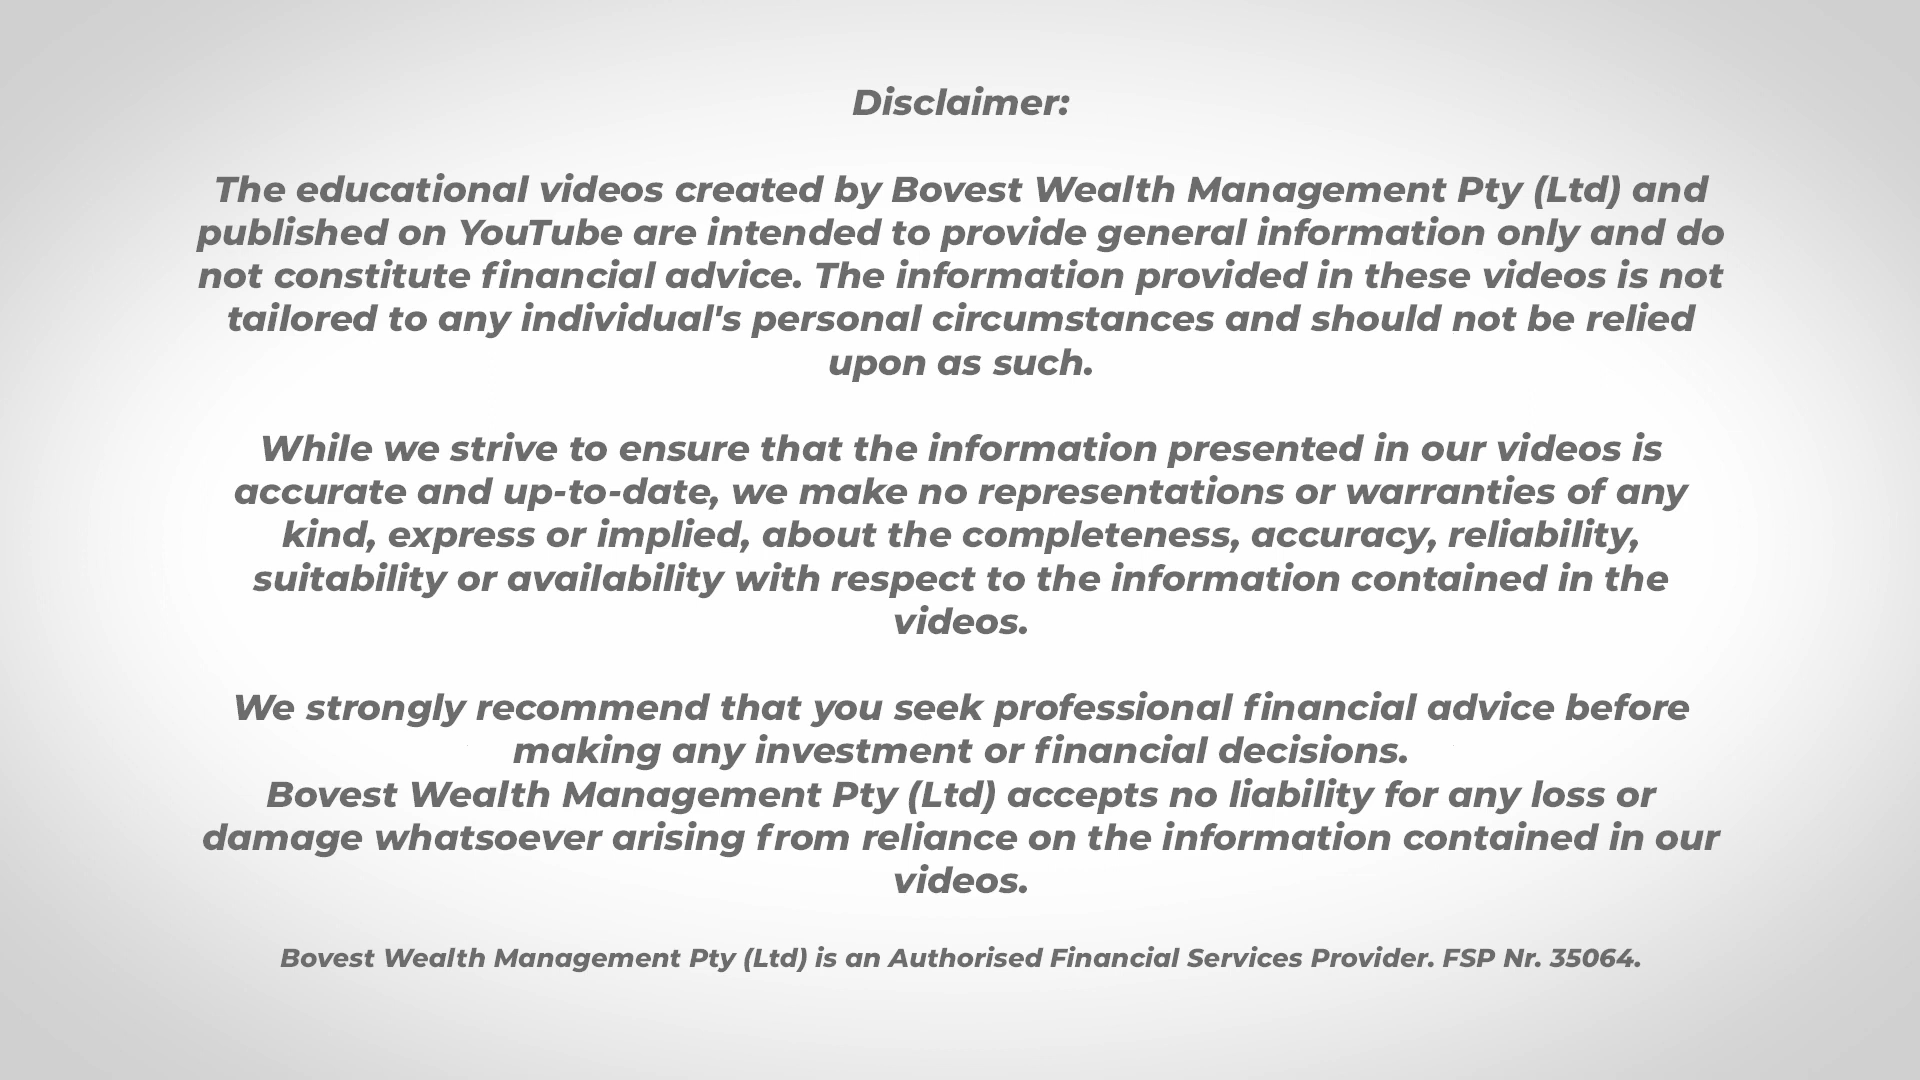 Disclaimer:
The educational videos created by Bovest Wealth Management Pty (Ltd) and
published on YouTube are intended to provide general information only and do
not constitute financial advice. The information provided in these videos is not
tailored to any individual's personal circumstances and should not be relied
upon as such.
While we strive to ensure that the information presented in our videos is
accurate and up-to-date, we make no representations or warranties of any
kind, express or implied, about the completeness, accuracy, reliability,
suitability or availability with respect to the information contained in the
videos.
We strongly recommend that you seek professional financial advice before
making any investment or financial decisions.
Bovest Wealth Management Pty (Ltd) accepts no liability for any loss or
damage whatsoever arising from reliance on the information contained in our
videos.
Bovest Wealth Management Pty (Ltd) is an Authorised Financial Services Provider. FSP Nr. 35064.